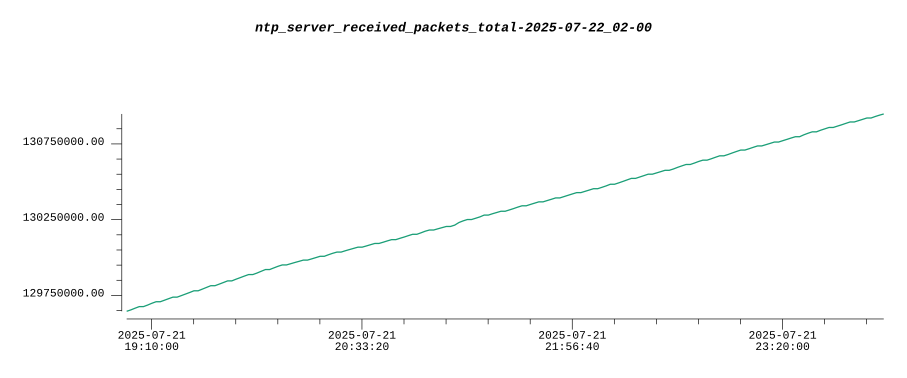 ntp_server_received_packets_total-2025-07-22_02-00
130750000.00
130250000.00
129750000.00
2025-07-21 2025-07-21 2025-07-21 2025-07-21
19:10:00 20:33:20 21:56:40 23:20:00